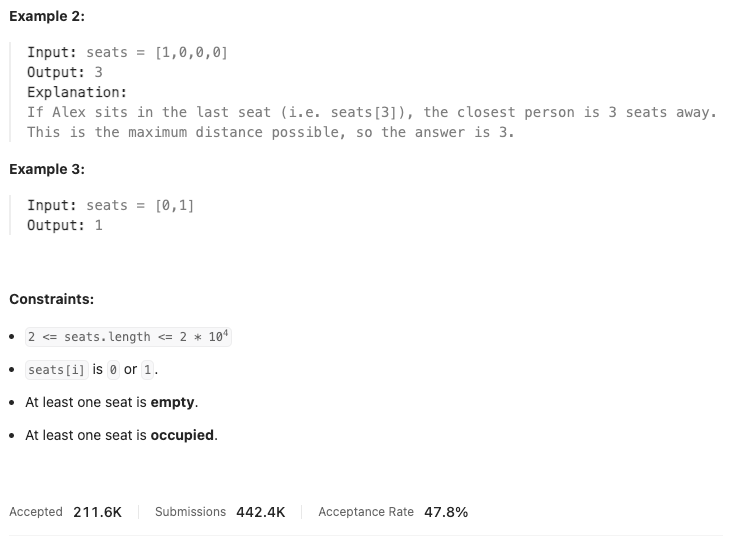 Example 2:
Input: seats = [1,0,0,0]
Output: 3
Explanation:
If Alex sits in the last seat (i.e. seats[3]), the closest person is 3 seats away.
This is the maximum distance possible, so the answer is 3.
Example 3:
Input: seats = [0,1]
Output: 1
Constraints:
• 2 <= seats.length <= 2 * 10⁴
• seats[i] is 0 or 1.
• At least one seat is empty.
• At least one seat is occupied.
Accepted 211.6K Submissions 442.4K Acceptance Rate 47.8%